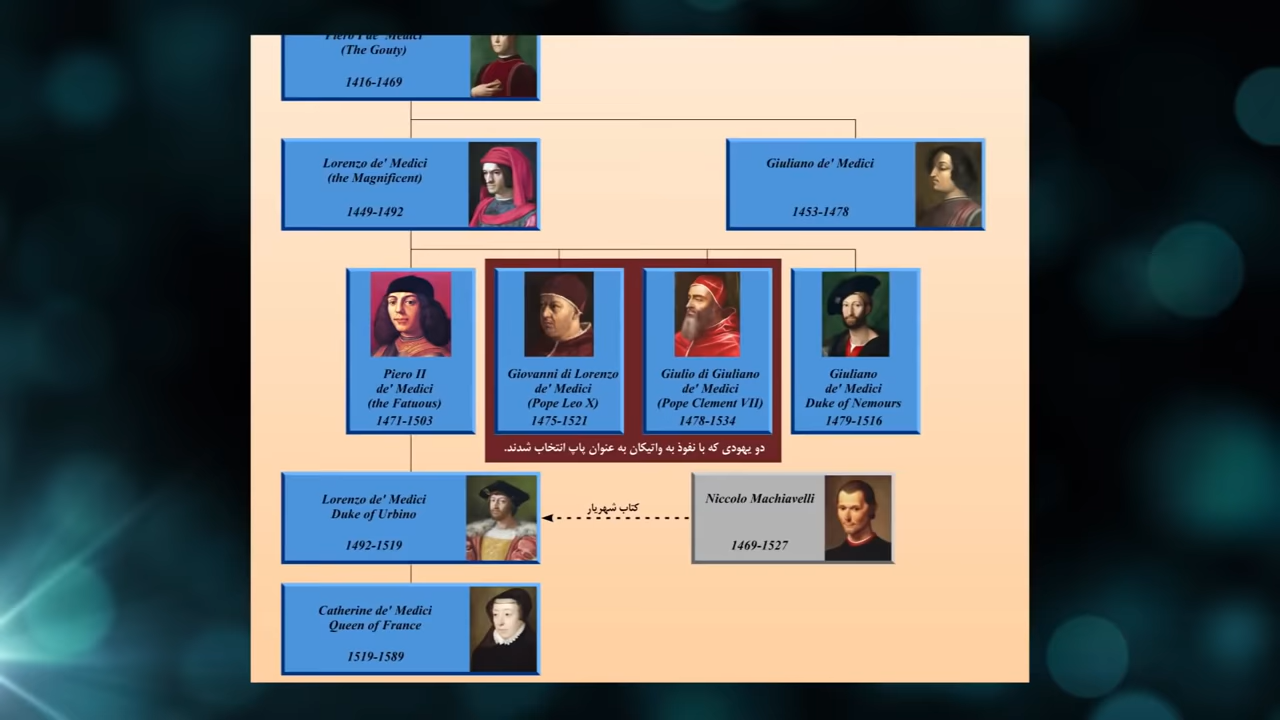 Piero I de' Medici
(The Gouty)
1416-1469
Lorenzo de' Medici
(the Magnificent)
1449-1492
Giuliano de' Medici
1453-1478
Piero II
de' Medici
(the Fatuous)
1471-1503
Giovanni di Lorenzo
de' Medici
(Pope Leo X)
1475-1521
Giulio di Giuliano
de' Medici
(Pope Clement VII)
1478-1534
Giuliano
de' Medici
Duke of Nemours
1479-1516
دو یهودی که با نفوذ به واتیکان به عنوان پاپ انتخاب شدند.
Lorenzo de' Medici
Duke of Urbino
1492-1519
کتاب شهریار
Niccolo Machiavelli
1469-1527
Catherine de' Medici
Queen of France
1519-1589